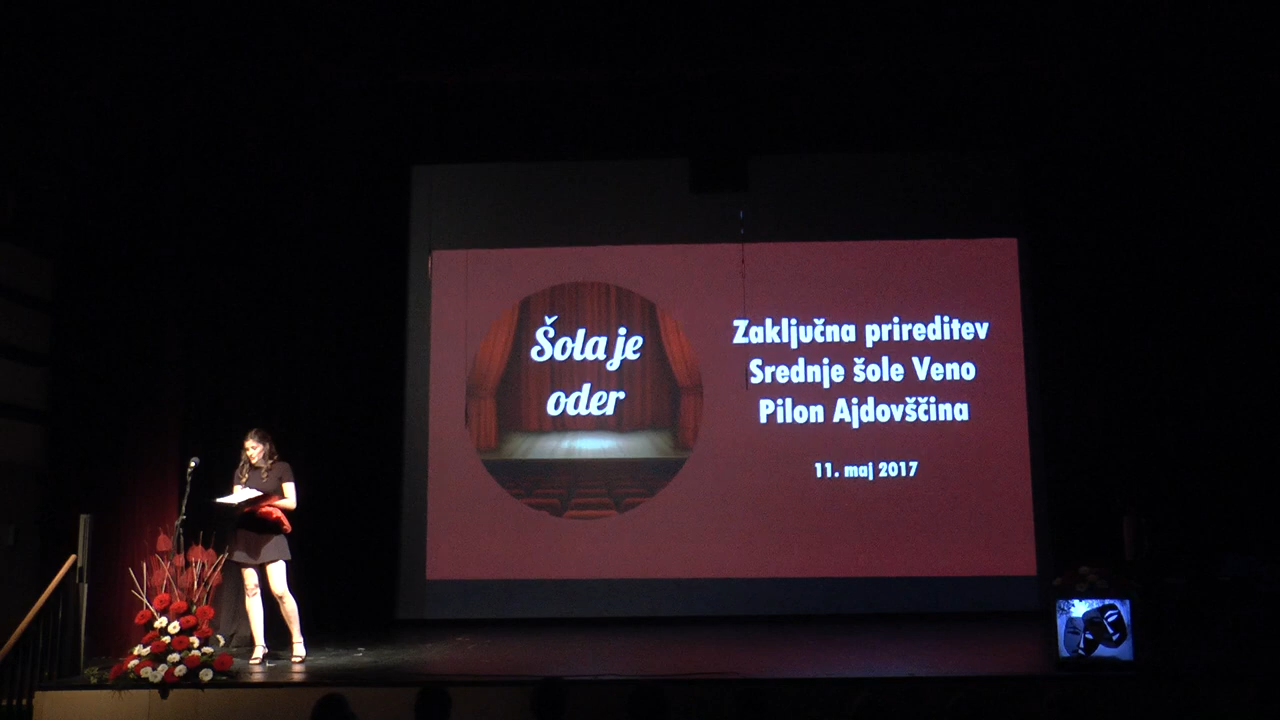 Šola je
oder
Zaključna prireditev
Srednje šole Veno
Pilon Ajdovščina
11. maj 2017